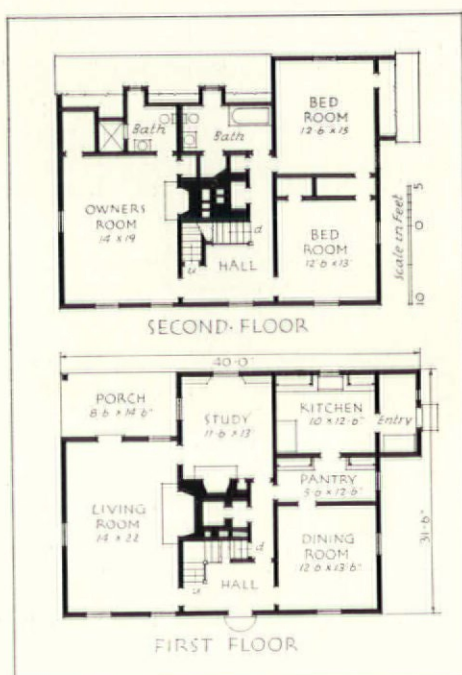 BED
ROOM
12-6 x 15
Bath
Bath
OWNERS
ROOM
14 x 19
BED
ROOM
12'-6 x 13'
HALL
u
d
5
0
10
Scale in Feet
SECOND·FLOOR
40'-0"
PORCH
8-6 x 14-6"
STUDY
11-6 x 13'
KITCHEN
10 x 12-6"
Entry
PANTRY
5-6 x 12-6"
LIVING
ROOM
14 x 22
DINING
ROOM
12-6 x 13'-6"
HALL
u
d
31'-6"
FIRST FLOOR